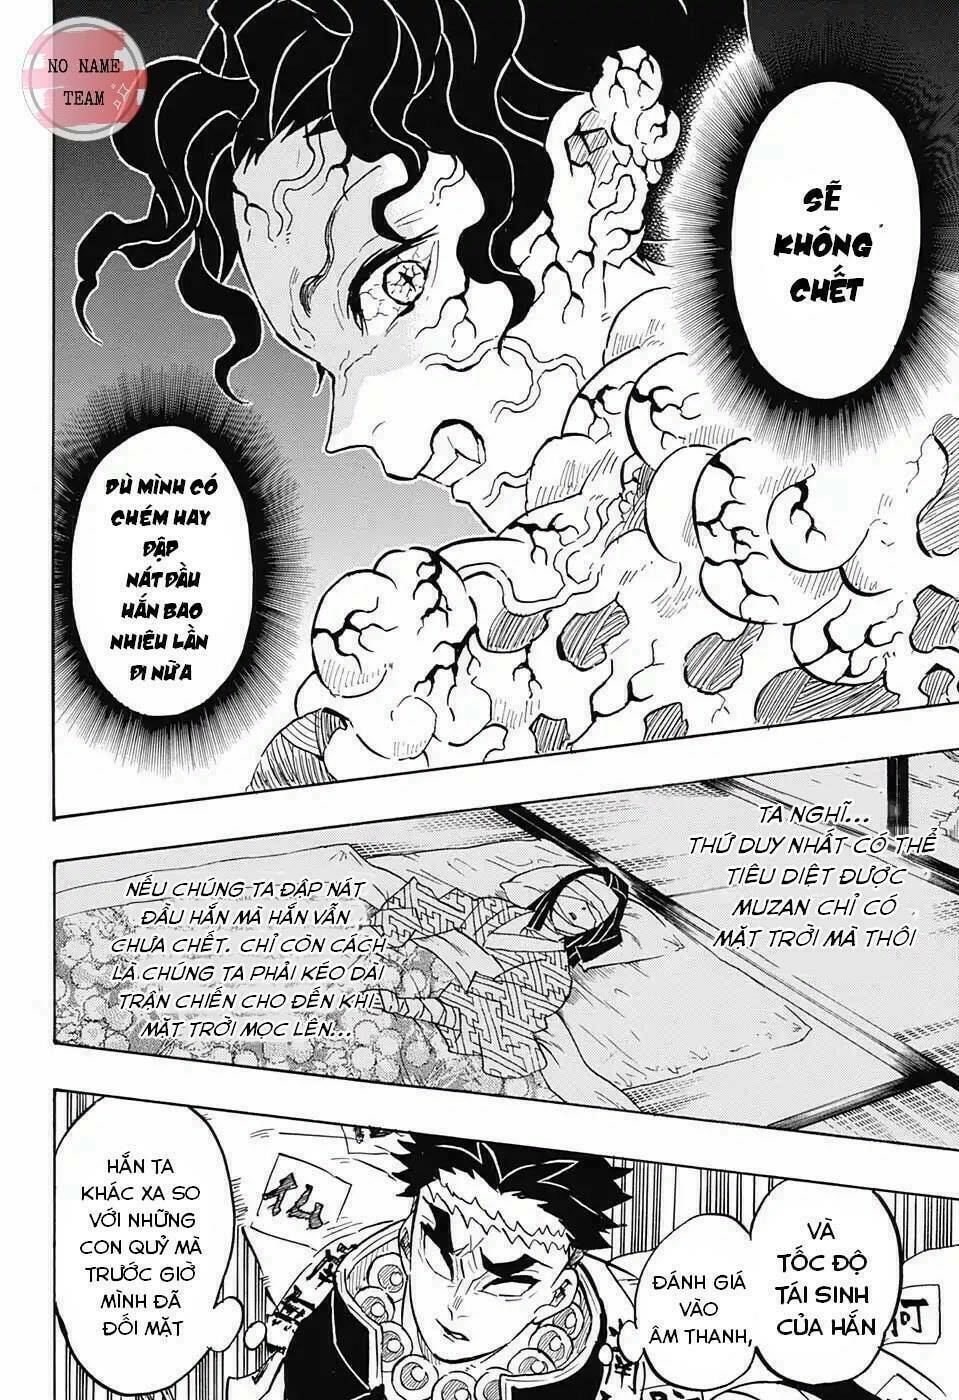 NO NAME
TEAM
SẼ
KHÔNG
CHẾT
DÙ MÌNH CÓ
CHÉM HAY
ĐẬP
NÁT ĐẦU
HẮN BAO
NHIÊU LẦN
ĐI NỮA
TA NGHĨ...
THỨ DUY NHẤT CÓ THỂ
TIÊU DIỆT ĐƯỢC
MUZAN CHỈ CÓ
MẶT TRỜI MÀ THÔI
NẾU CHÚNG TA ĐẬP NÁT
ĐẦU HẮN MÀ HẮN VẪN
CHƯA CHẾT. CHỈ CÒN CÁCH
LÀ CHÚNG TA PHẢI KÉO DÀI
TRẬN CHIẾN CHO ĐẾN KHI
MẶT TRỜI MỌC LÊN...
VÀ
TỐC ĐỘ
TÁI SINH
CỦA HẮN
ĐÁNH GIÁ
VÀO
ÂM THANH,
HẮN TA
KHÁC XA SO
VỚI NHỮNG
CON QUỶ MÀ
TRƯỚC GIỜ
MÌNH ĐÃ
ĐỐI MẶT